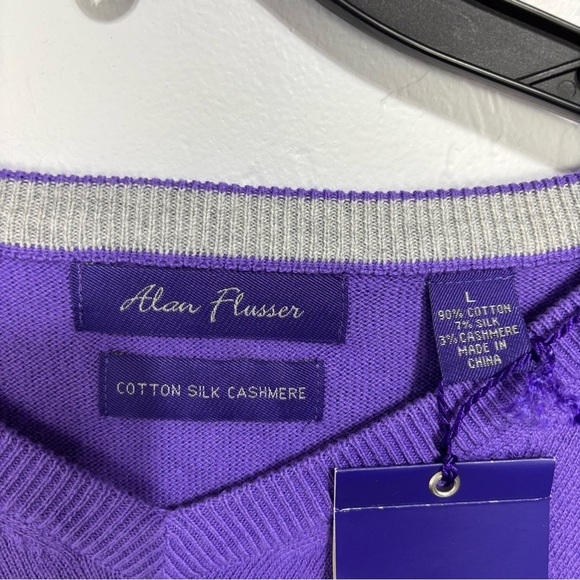 Alan Flusser
COTTON SILK CASHMERE
L
90% COTTON
7% SILK
3% CASHMERE
MADE IN
CHINA